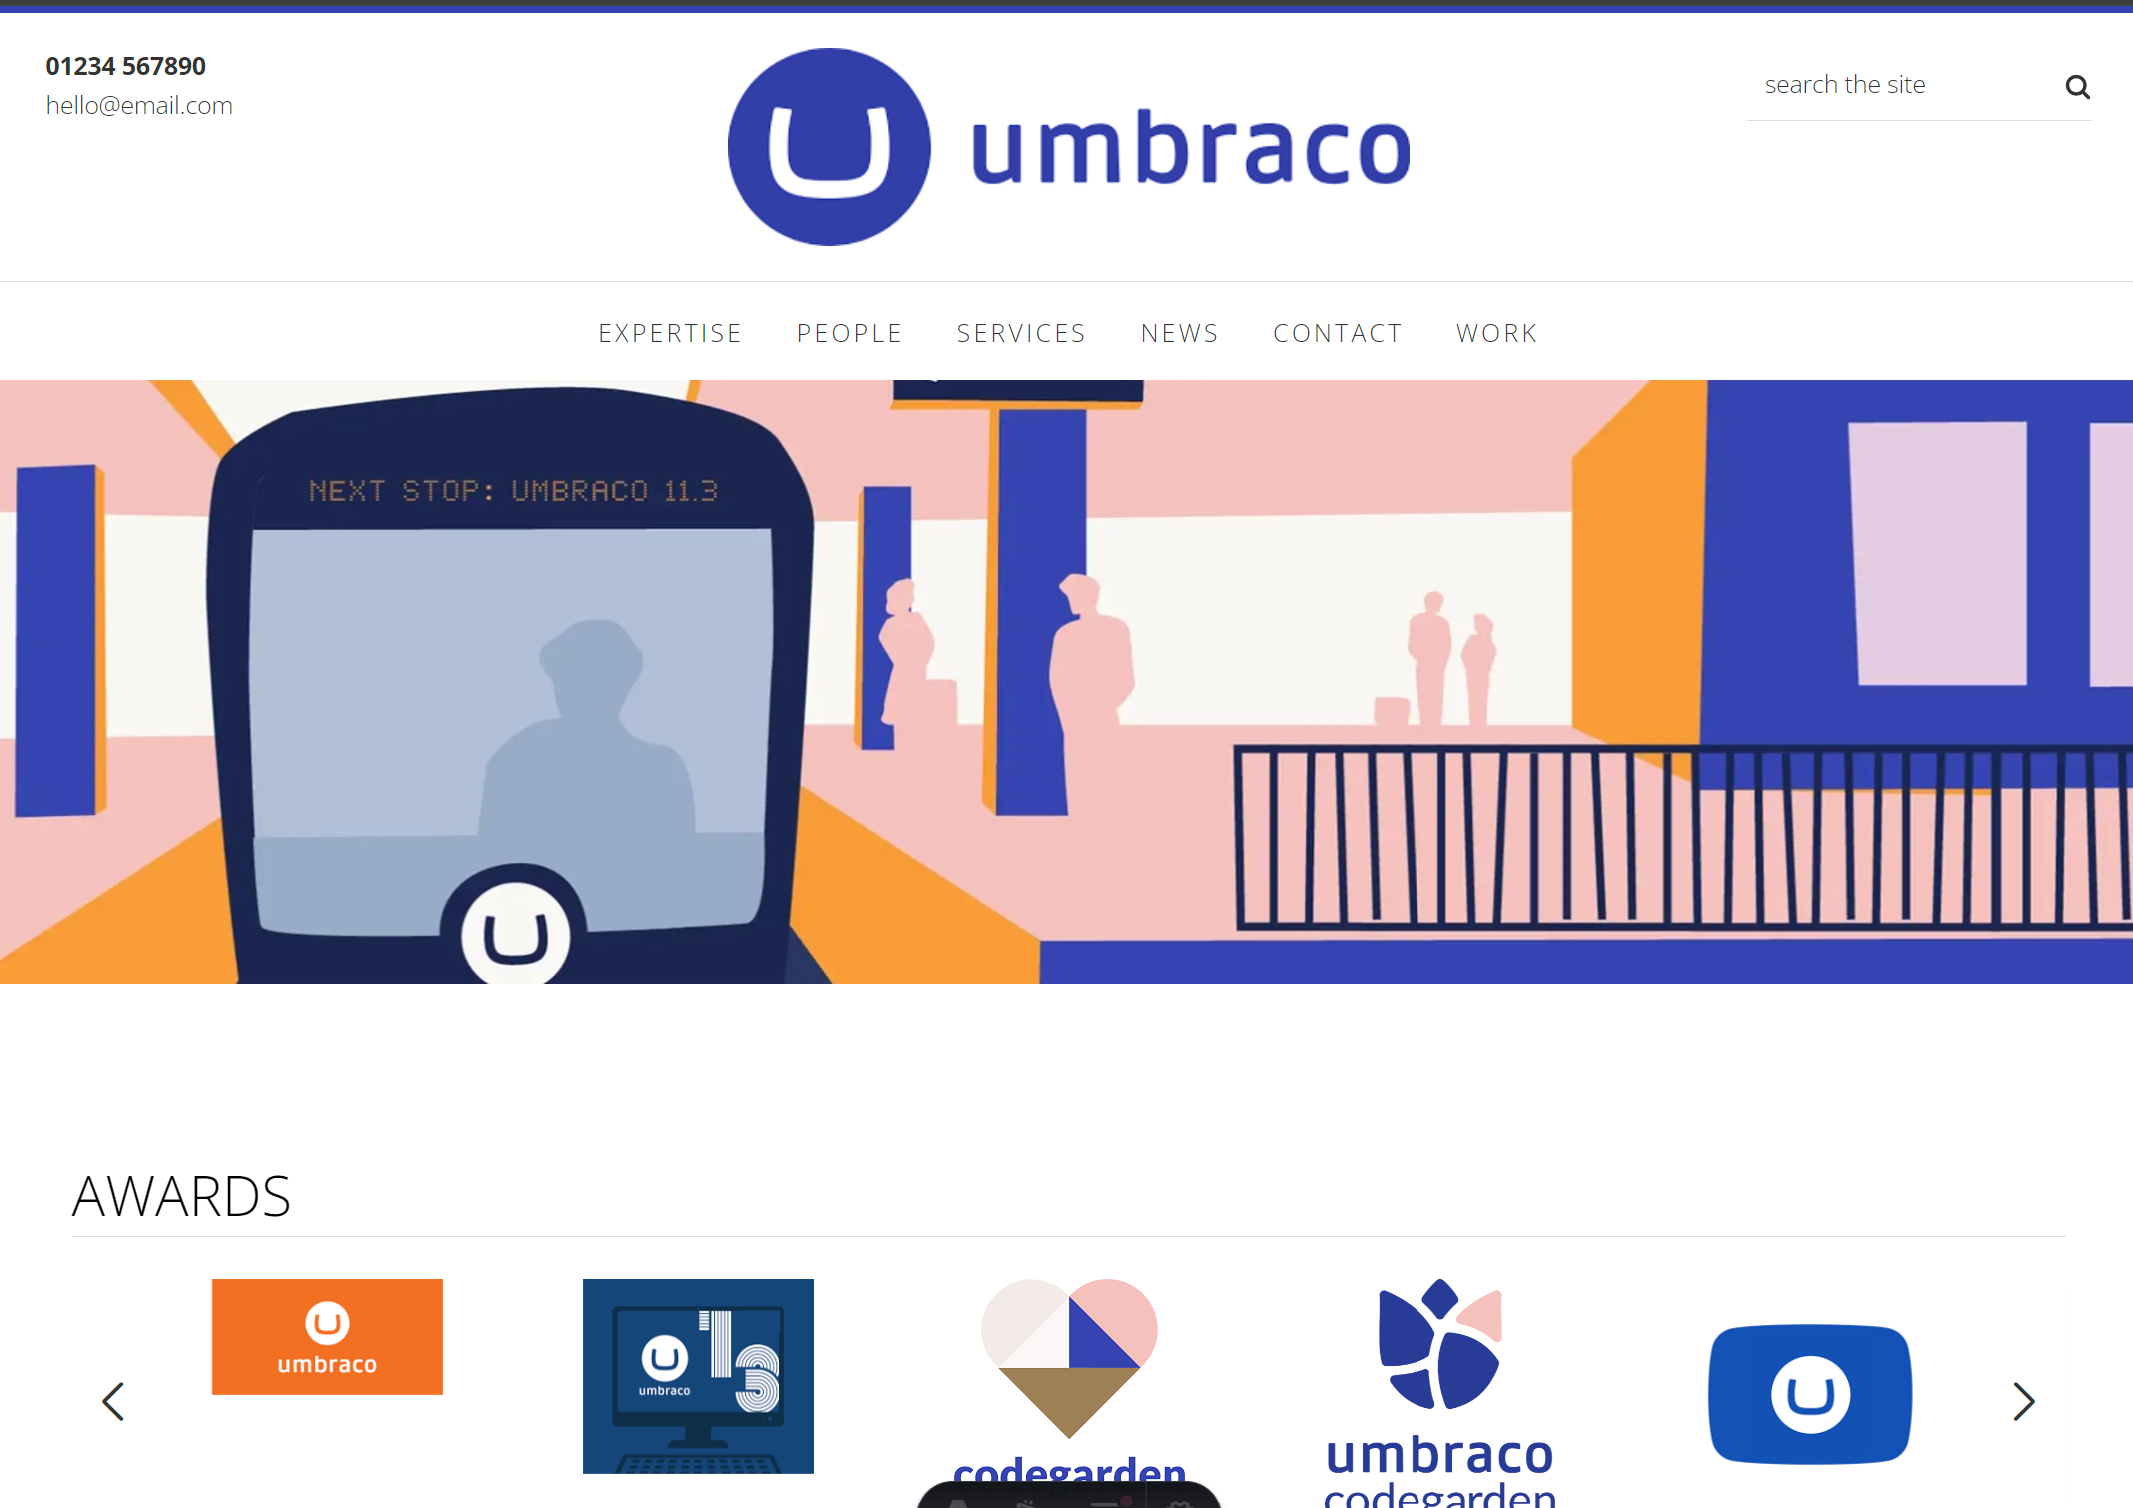 01234 567890
hello@email.com
umbraco
search the site
EXPERTISE PEOPLE SERVICES NEWS CONTACT WORK
NEXT STOP: UMBRACO 11.3
AWARDS
umbraco
umbraco
13
codegarden
umbraco
codegarden